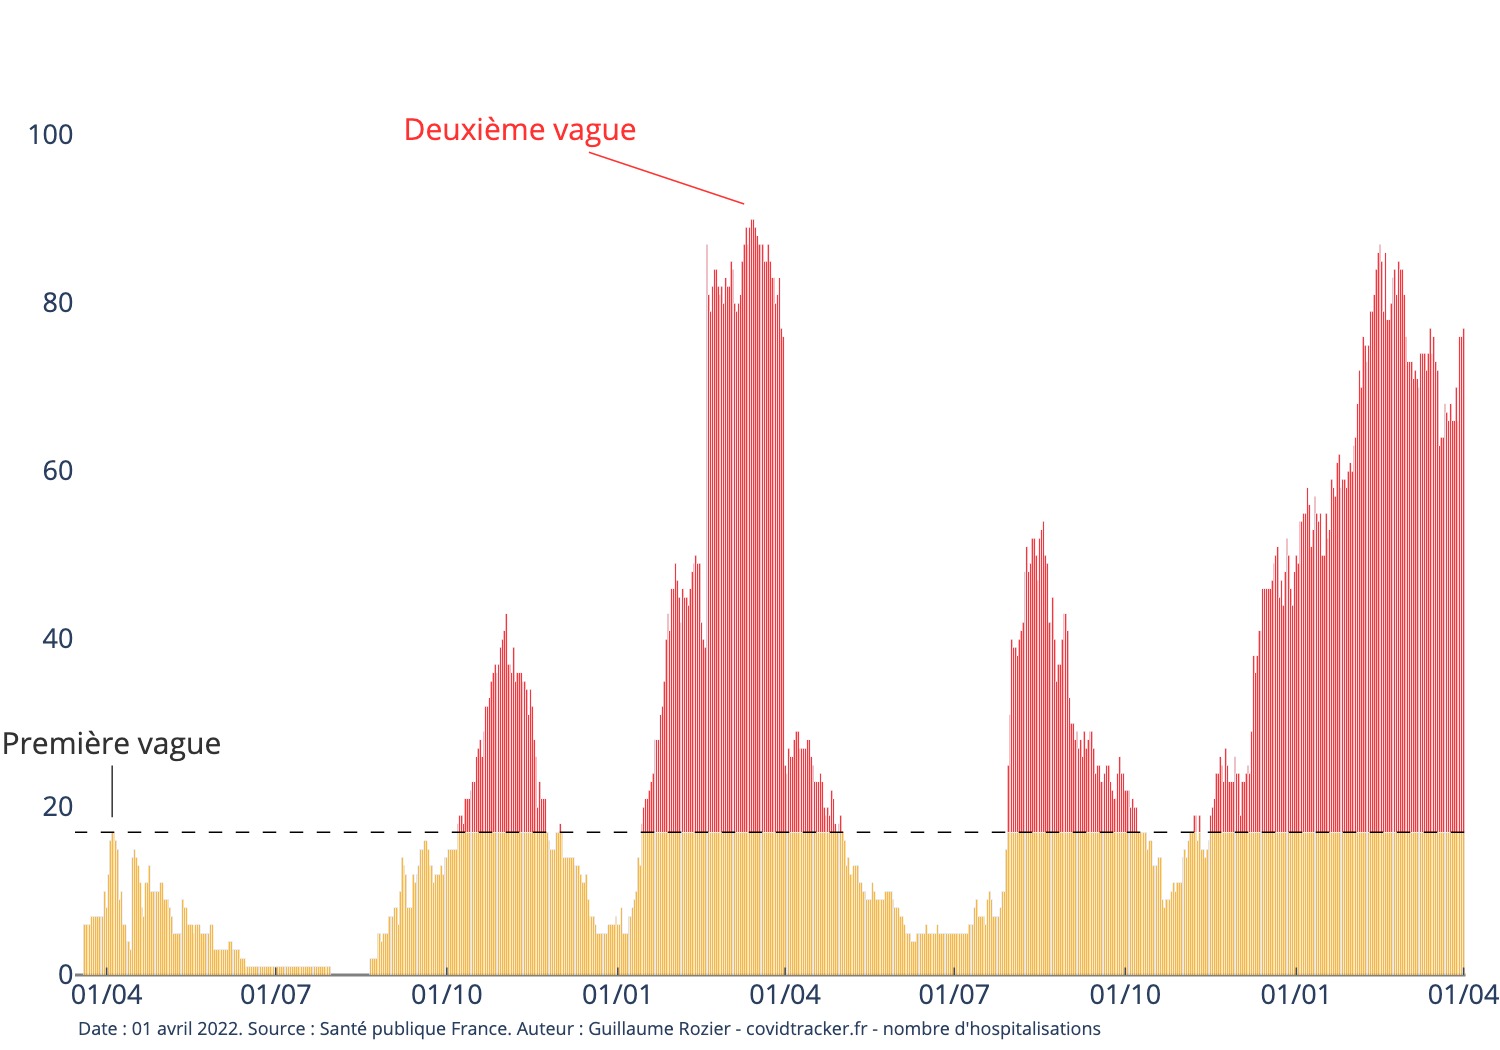 Deuxième vague
100
80
60
40
Première vague
20
0
01/04 01/07 01/10 01/01 01/04 01/07 01/10 01/01 01/04
Date : 01 avril 2022. Source : Santé publique France. Auteur : Guillaume Rozier - covidtracker.fr - nombre d'hospitalisations